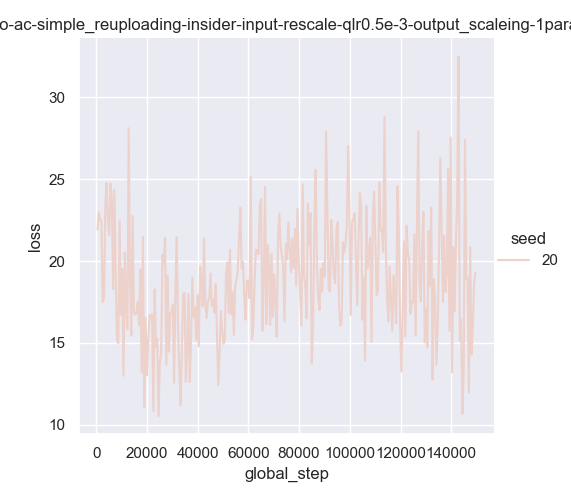 o-ac-simple_reuploading-insider-input-rescale-qlr0.5e-3-output_scaleing-1para
30
25
20
15
10
loss
0 20000 40000 60000 80000 100000 120000 140000
global_step
seed
20